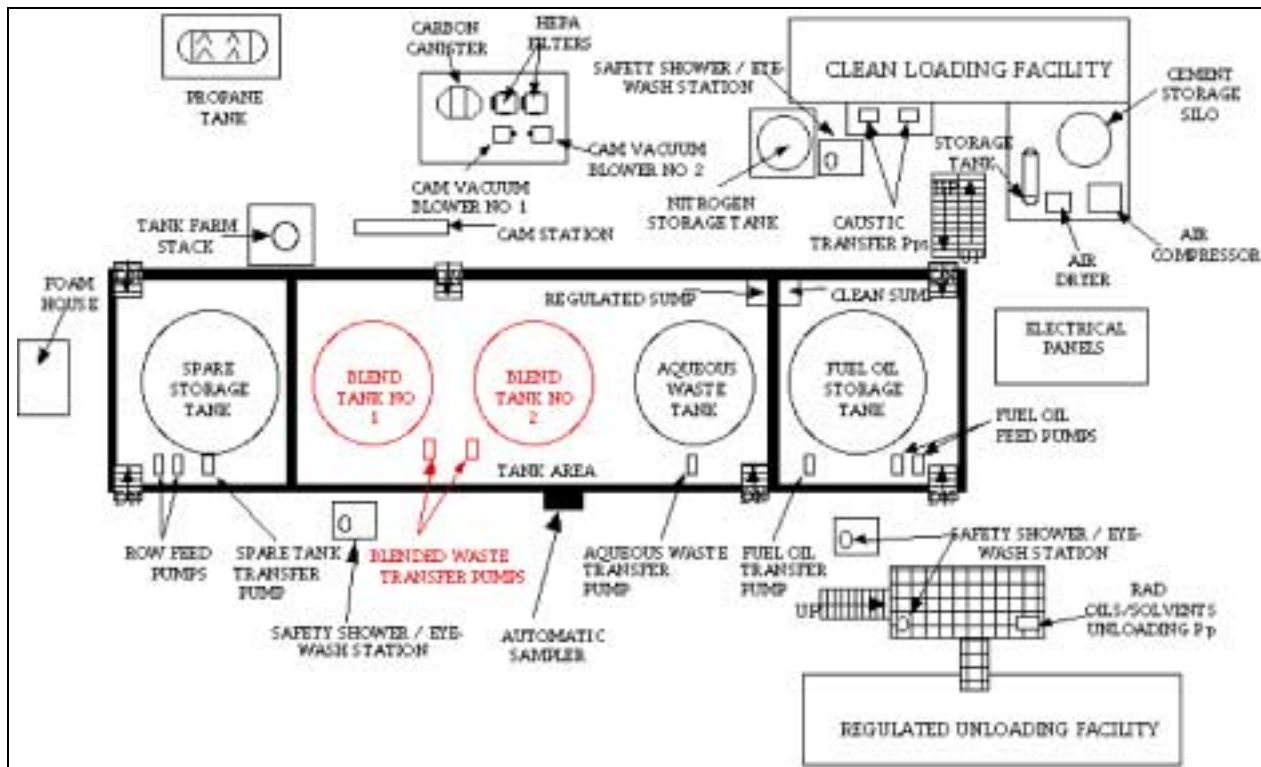 PROPANE
TANK
CARBON
CANISTER
HEPA
FILTERS
CAM VACUUM
BLOWER NO 2
CAM VACUUM
BLOWER NO 1
CAM STATION
TANK FARM
STACK
SAFETY SHOWER / EYE-
WASH STATION
CLEAN LOADING FACILITY
CEMENT
STORAGE
SILO
STORAGE
TANK
NITROGEN
STORAGE TANK
CAUSTIC
TRANSFER Pps
UP
AIR
DRYER
AIR
COMPRESSOR
FOAM
HOUSE
REGULATED SUMP
CLEAN SUMP
SPARE
STORAGE
TANK
BLEND
TANK NO
1
BLEND
TANK NO
2
AQUEOUS
WASTE
TANK
FUEL OIL
STORAGE
TANK
ELECTRICAL
PANELS
FUEL OIL
FEED PUMPS
TANK AREA
ROW FEED
PUMPS
SPARE TANK
TRANSFER
PUMP
BLENDED WASTE
TRANSFER PUMPS
AQUEOUS WASTE
TRANSFER
PUMP
FUEL OIL
TRANSFER
PUMP
SAFETY SHOWER / EYE-
WASH STATION
SAFETY SHOWER / EYE-
WASH STATION
AUTOMATIC
SAMPLER
UP
RAD
OILS/SOLVENTS
UNLOADING Pp
REGULATED UNLOADING FACILITY